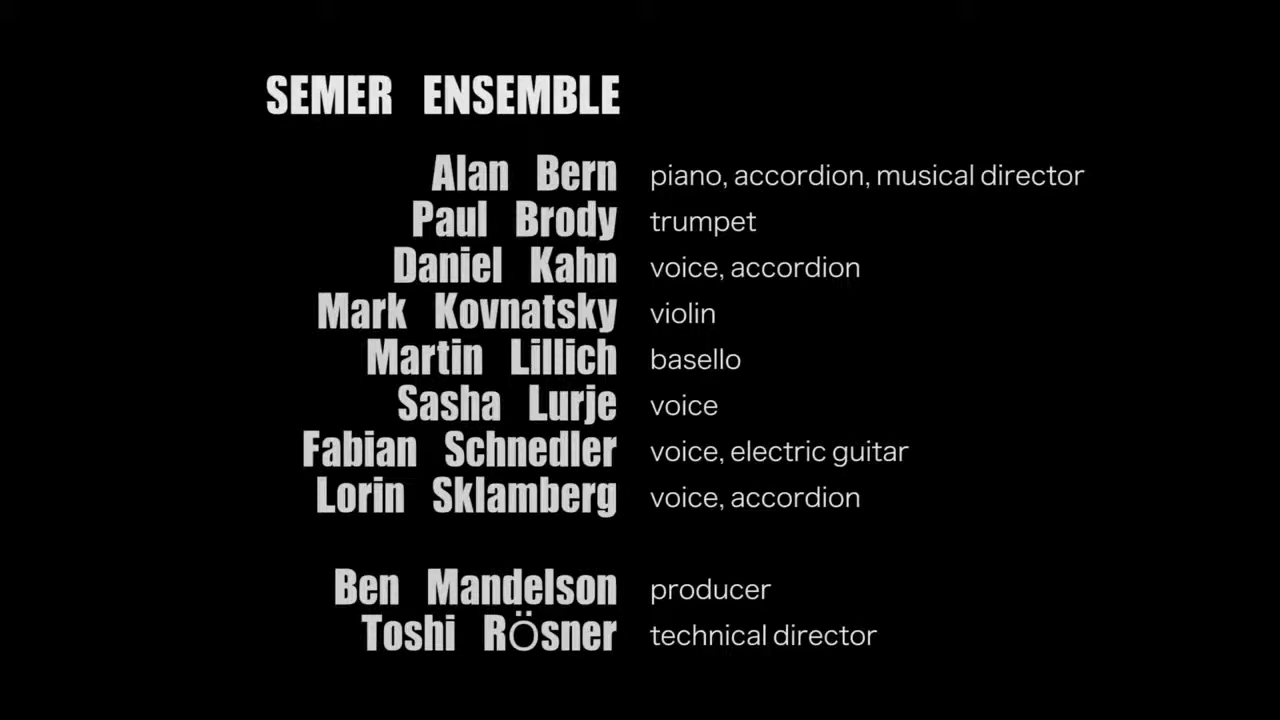 SEMER ENSEMBLE
Alan Bern piano, accordion, musical director
Paul Brody trumpet
Daniel Kahn voice, accordion
Mark Kovnatsky violin
Martin Lillich basello
Sasha Lurje voice
Fabian Schnedler voice, electric guitar
Lorin Sklamberg voice, accordion
Ben Mandelson producer
Toshi RÖsner technical director